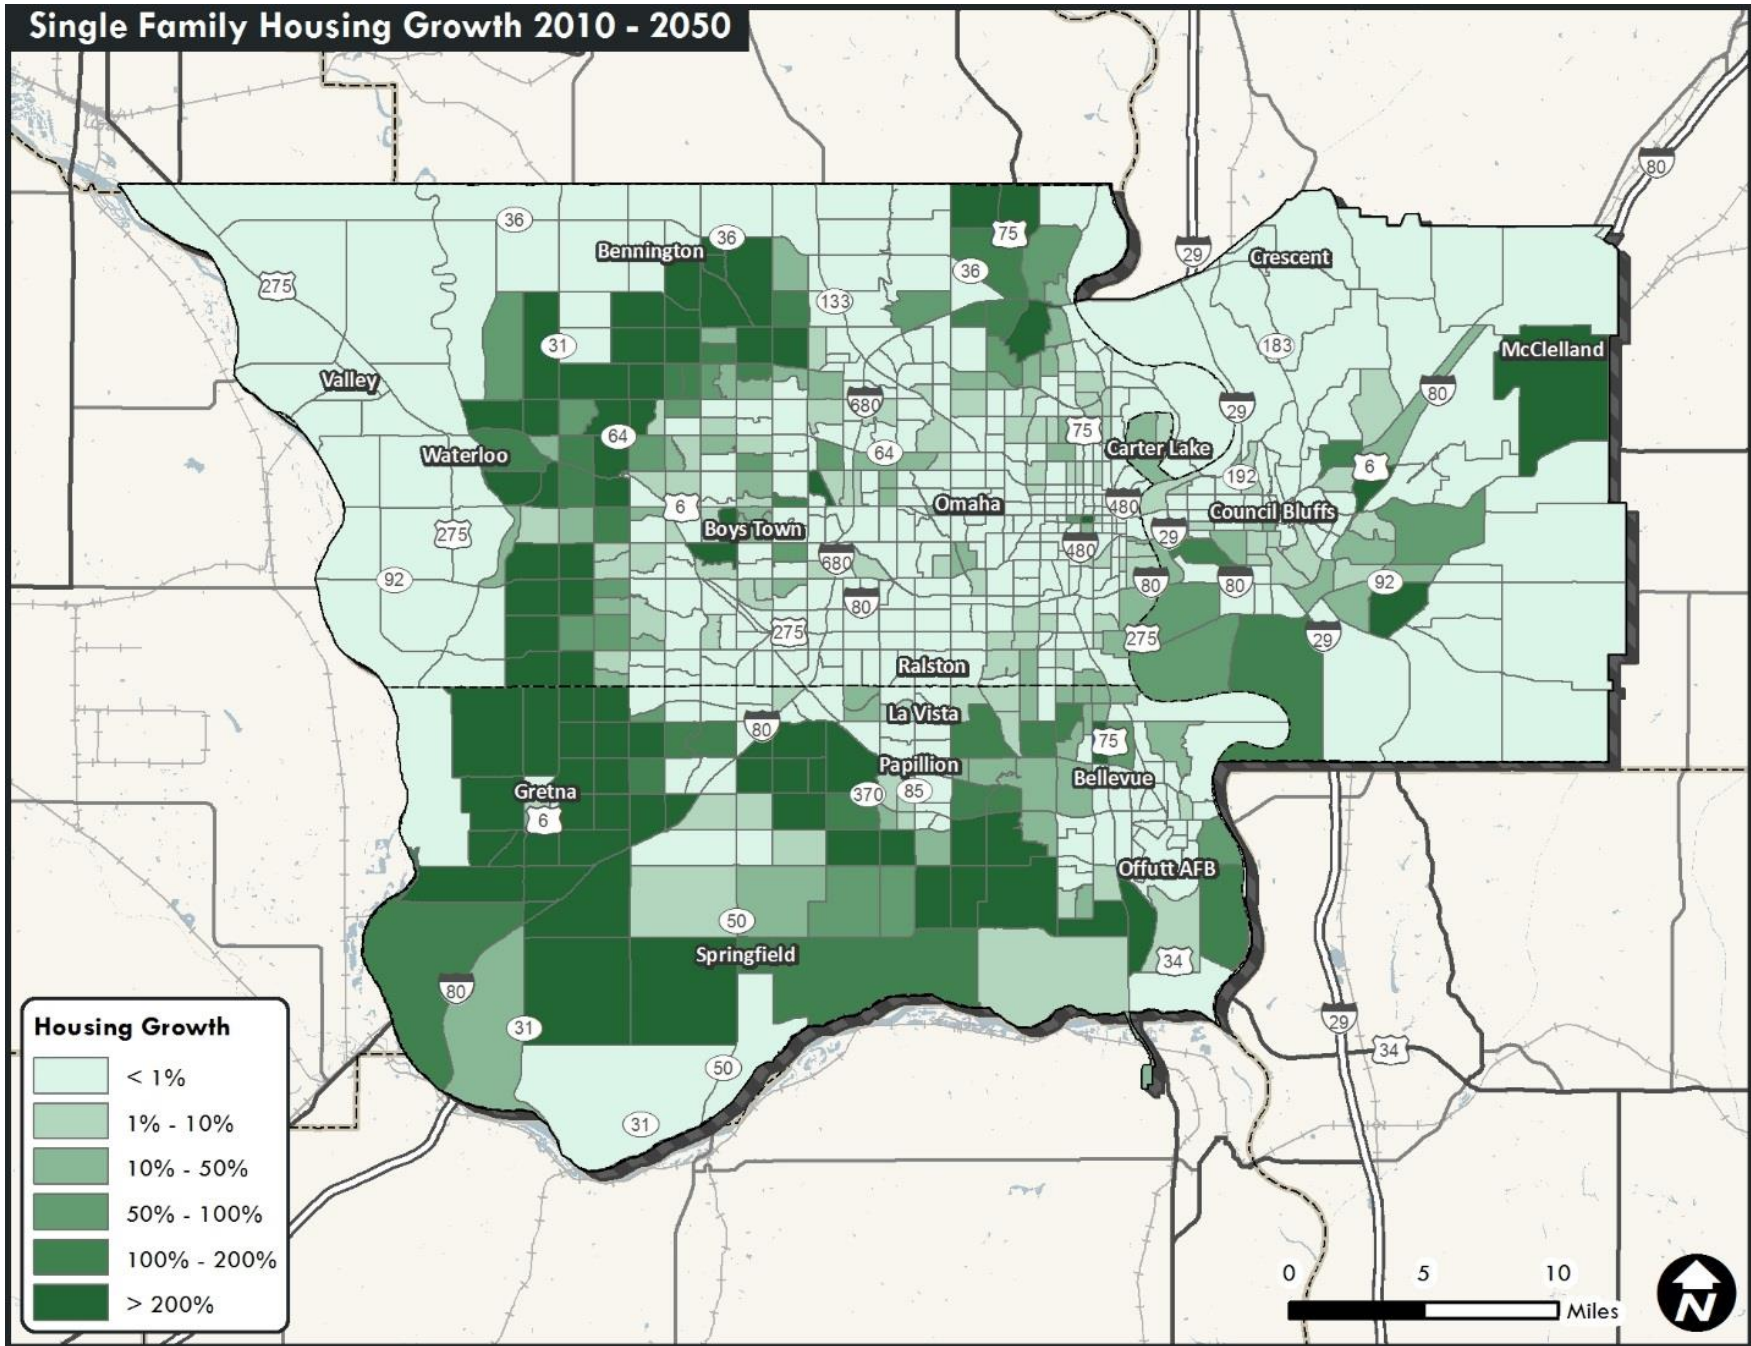 Single Family Housing Growth 2010 - 2050
80
36
75
36
Bennington
29
Crescent
36
275
133
31
183
McClelland
Valley
680
80
29
64
75
64
Carter Lake
Waterloo
6
192
6
480
Omaha
Council Bluffs
Boys Town
275
29
480
680
92
80
80
92
80
275
275
29
Ralston
La Vista
80
75
Papillion
Bellevue
Gretna
370
85
6
Offutt AFB
50
Springfield
34
80
31
29
34
50
31
Housing Growth
< 1%
1% - 10%
10% - 50%
50% - 100%
100% - 200%
> 200%
0 5 10
Miles
N